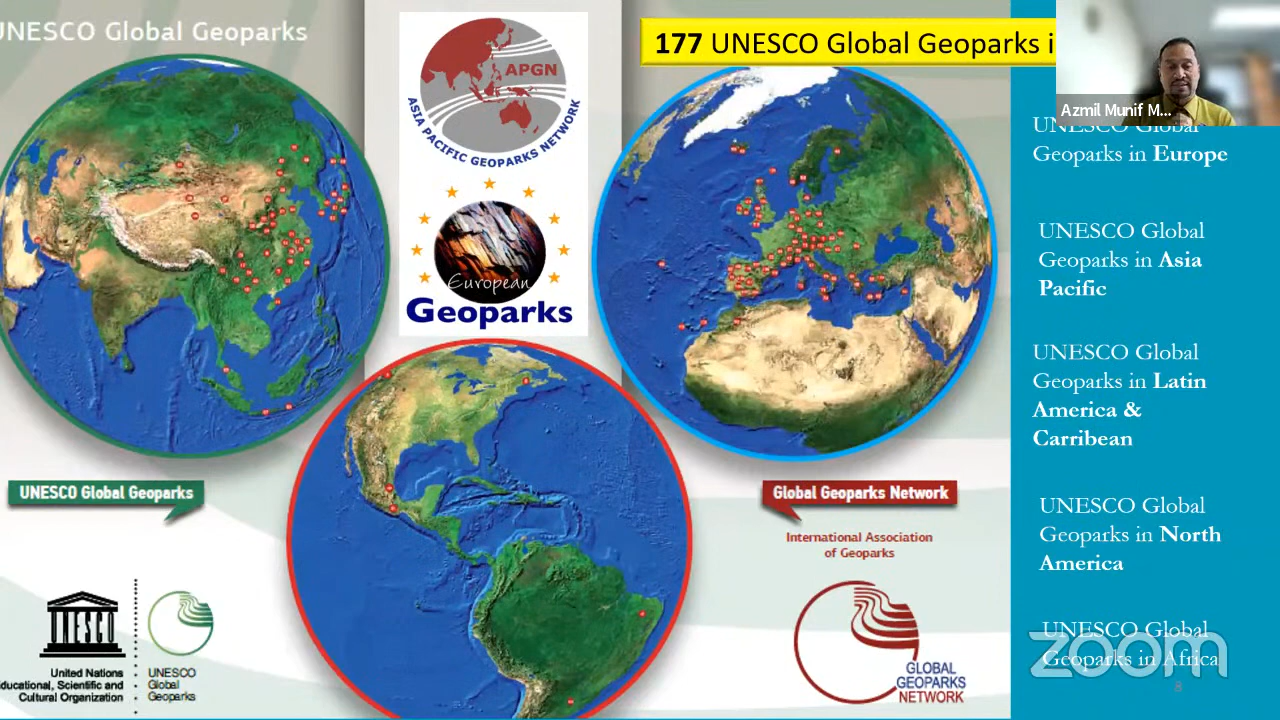 UNESCO Global Geoparks
177 UNESCO Global Geoparks i
Azmil Munif M...
APGN
ASIA PACIFIC GEOPARKS NETWORK
European
Geoparks
UNESCO Global
Geoparks in Europe
UNESCO Global
Geoparks in Asia
Pacific
UNESCO Global
Geoparks in Latin
America &
Carribean
UNESCO Global
Geoparks in North
America
UNESCO Global
Geoparks in Africa
zoom
UNESCO Global Geoparks
Global Geoparks Network
International Association
of Geoparks
GLOBAL
GEOPARKS
NETWORK
UNESCO
United Nations
Educational, Scientific and
Cultural Organization
UNESCO
Global
Geoparks